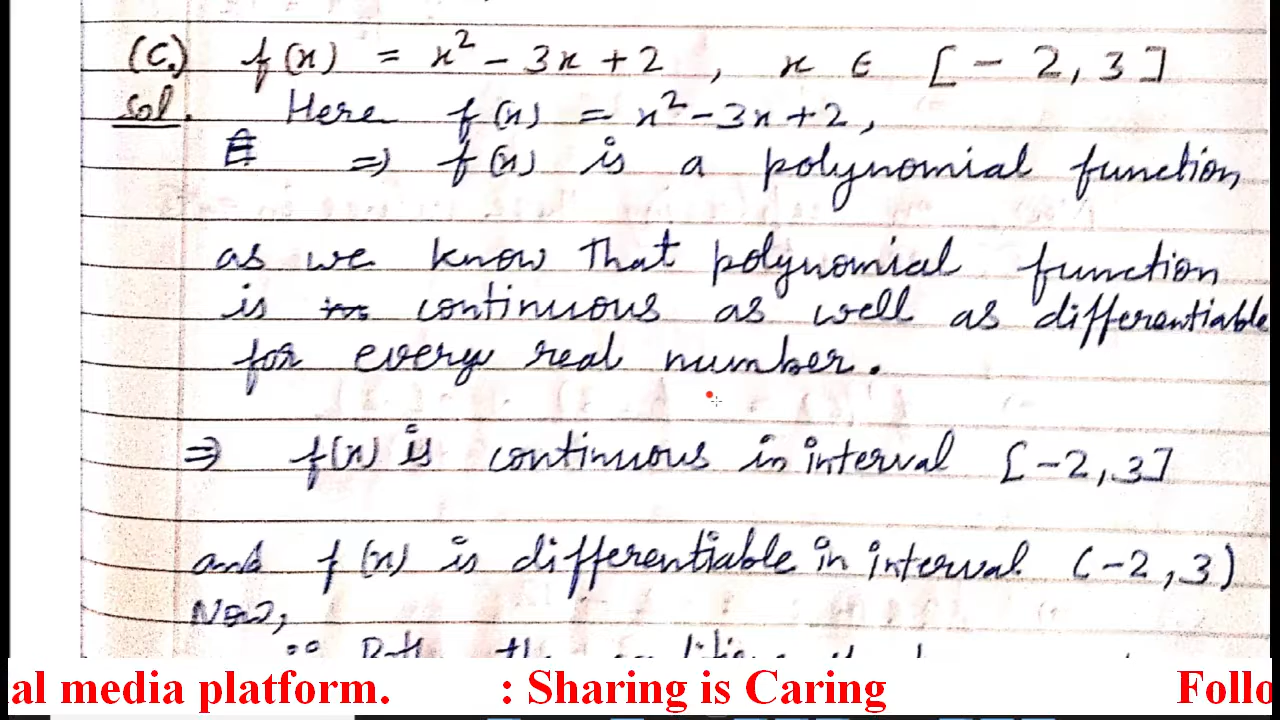 (C.) f(x) = x² - 3x + 2 , x ∈ [-2, 3]
Sol. Here f(x) = x² - 3x + 2,
⇒ f(x) is a polynomial function
as we know that polynomial function
is continuous as well as differentiable
for every real number.
⇒ f(x) is continuous in interval [-2, 3]
and f(x) is differentiable in interval (-2, 3)
Now,
al media platform. : Sharing is Caring Follo